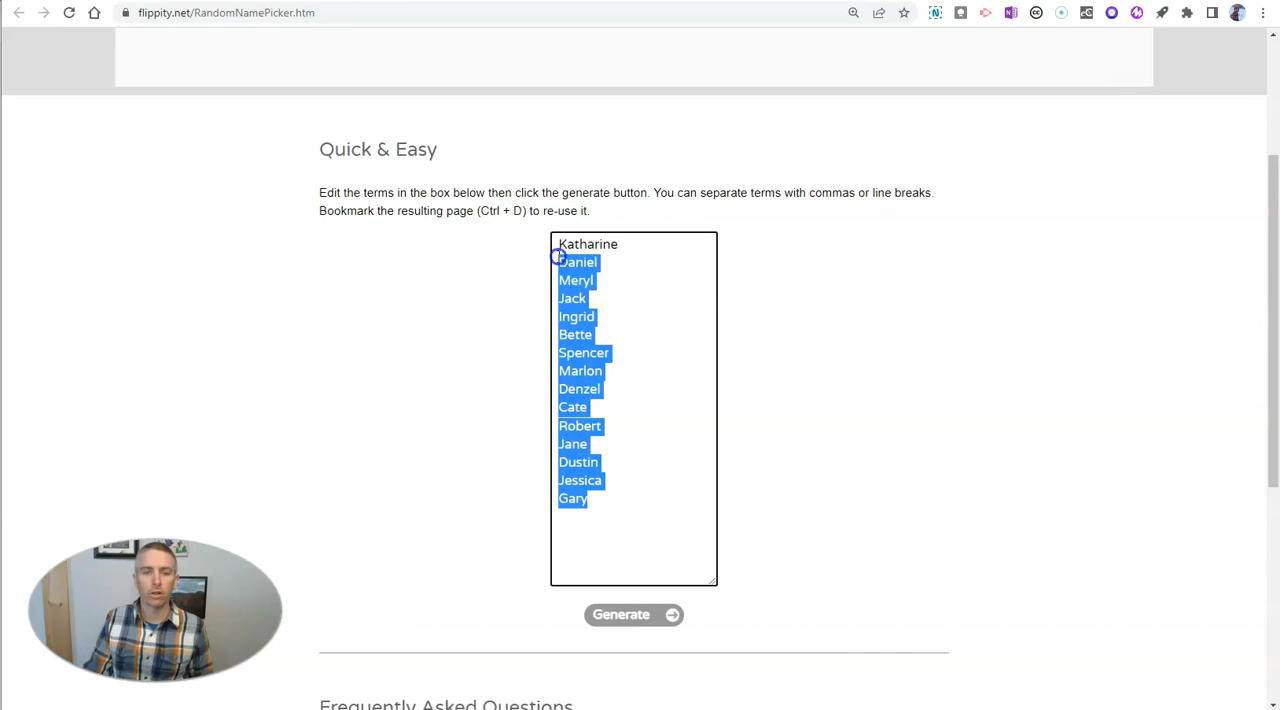 flippity.net/RandomNamePicker.htm
Quick & Easy
Edit the terms in the box below then click the generate button. You can separate terms with commas or line breaks.
Bookmark the resulting page (Ctrl + D) to re-use it.
Katharine
Daniel
Meryl
Jack
Ingrid
Bette
Spencer
Marlon
Denzel
Cate
Robert
Jane
Dustin
Jessica
Gary
Generate
Frequently Asked Questions